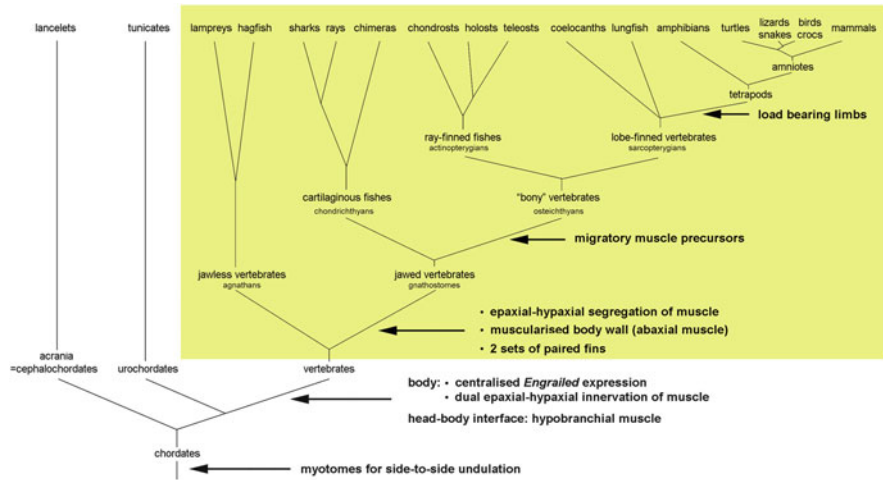 lancelets
tunicates
lampreys hagfish
sharks rays chimeras
chondrosts holosts teleosts
coelocanths lungfish
amphibians
turtles
lizards
snakes
birds
crocs
mammals
amniotes
tetrapods
load bearing limbs
ray-finned fishes
actinopterygians
lobe-finned vertebrates
sarcopterygians
cartilaginous fishes
chondrichthyans
"bony" vertebrates
osteichthyans
migratory muscle precursors
jawless vertebrates
agnathans
jawed vertebrates
gnathostomes
• epaxial-hypaxial segregation of muscle
• muscularised body wall (abaxial muscle)
• 2 sets of paired fins
acrania
=cephalochordates
urochordates
vertebrates
body: • centralised Engrailed expression
• dual epaxial-hypaxial innervation of muscle
head-body interface: hypobranchial muscle
chordates
myotomes for side-to-side undulation